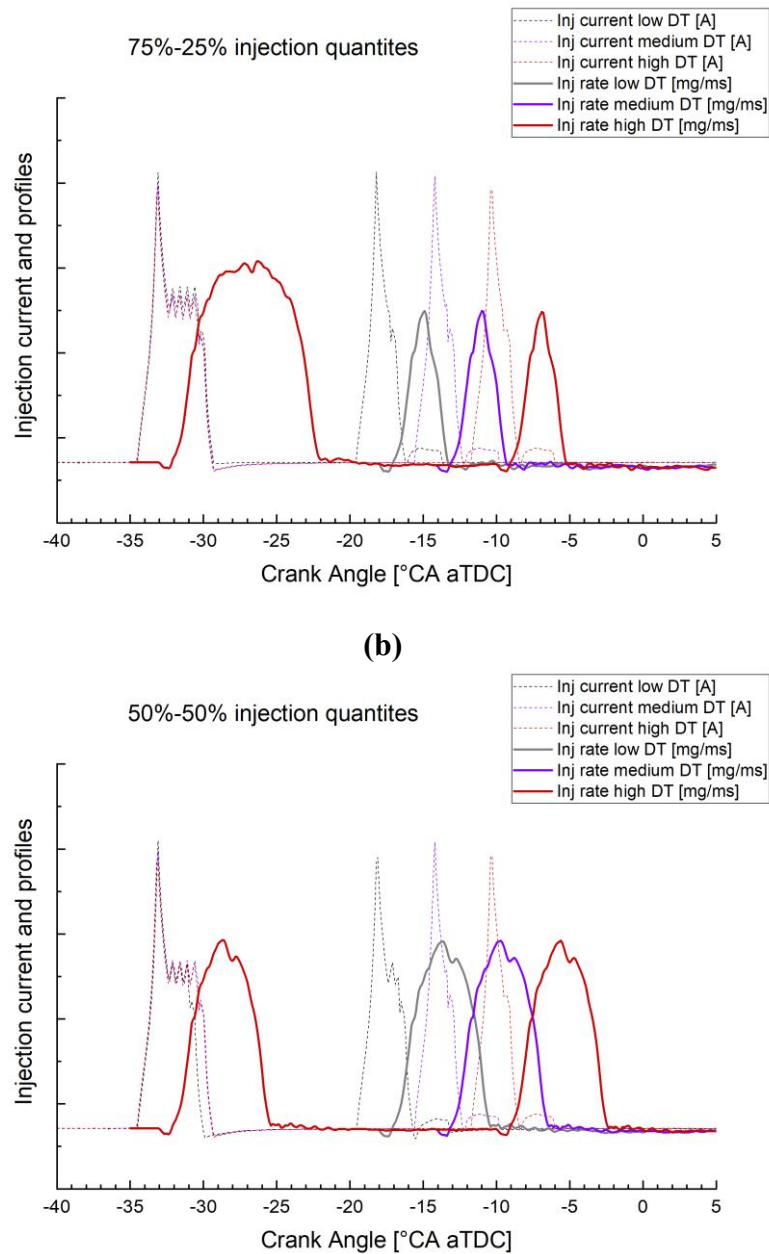 75%-25% injection quantites
Inj current low DT [A]
Inj current medium DT [A]
Inj current high DT [A]
Inj rate low DT [mg/ms]
Inj rate medium DT [mg/ms]
Inj rate high DT [mg/ms]
Injection current and profiles
-40 -35 -30 -25 -20 -15 -10 -5 0 5
Crank Angle [°CA aTDC]
(b)
50%-50% injection quantites
Inj current low DT [A]
Inj current medium DT [A]
Inj current high DT [A]
Inj rate low DT [mg/ms]
Inj rate medium DT [mg/ms]
Inj rate high DT [mg/ms]
Injection current and profiles
-40 -35 -30 -25 -20 -15 -10 -5 0 5
Crank Angle [°CA aTDC]